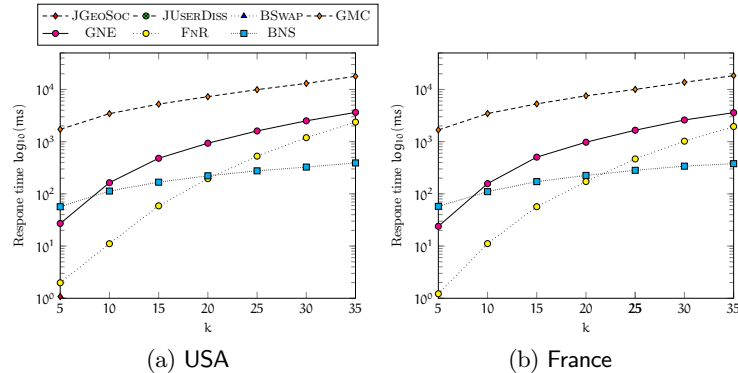 JGeoSoc JUserDiss BSwap GMC
GNE FnR BNS
Respone time log10(ms)
10^4
10^3
10^2
10^1
10^0
5 10 15 20 25 30 35
k
(a) USA
Respone time log10(ms)
10^4
10^3
10^2
10^1
10^0
5 10 15 20 25 30 35
k
(b) France